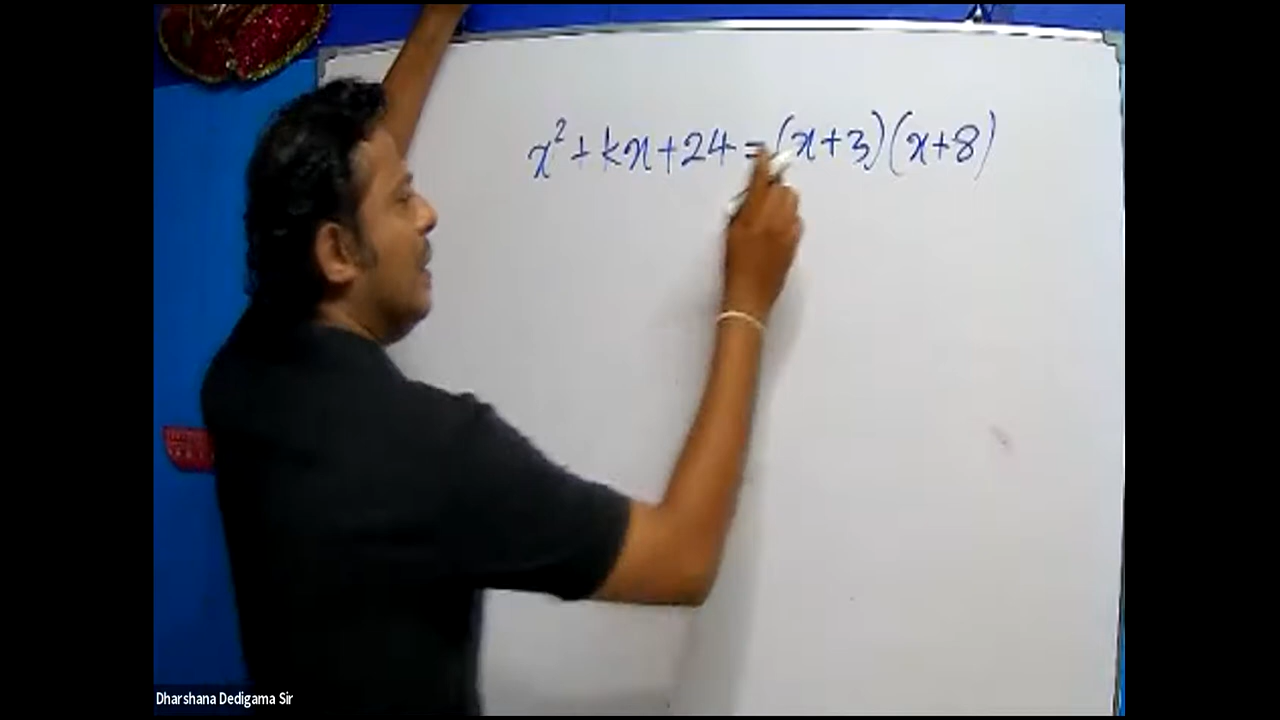 x² + kx + 24 = (x+3)(x+8)
Dharshana Dedigama Sir